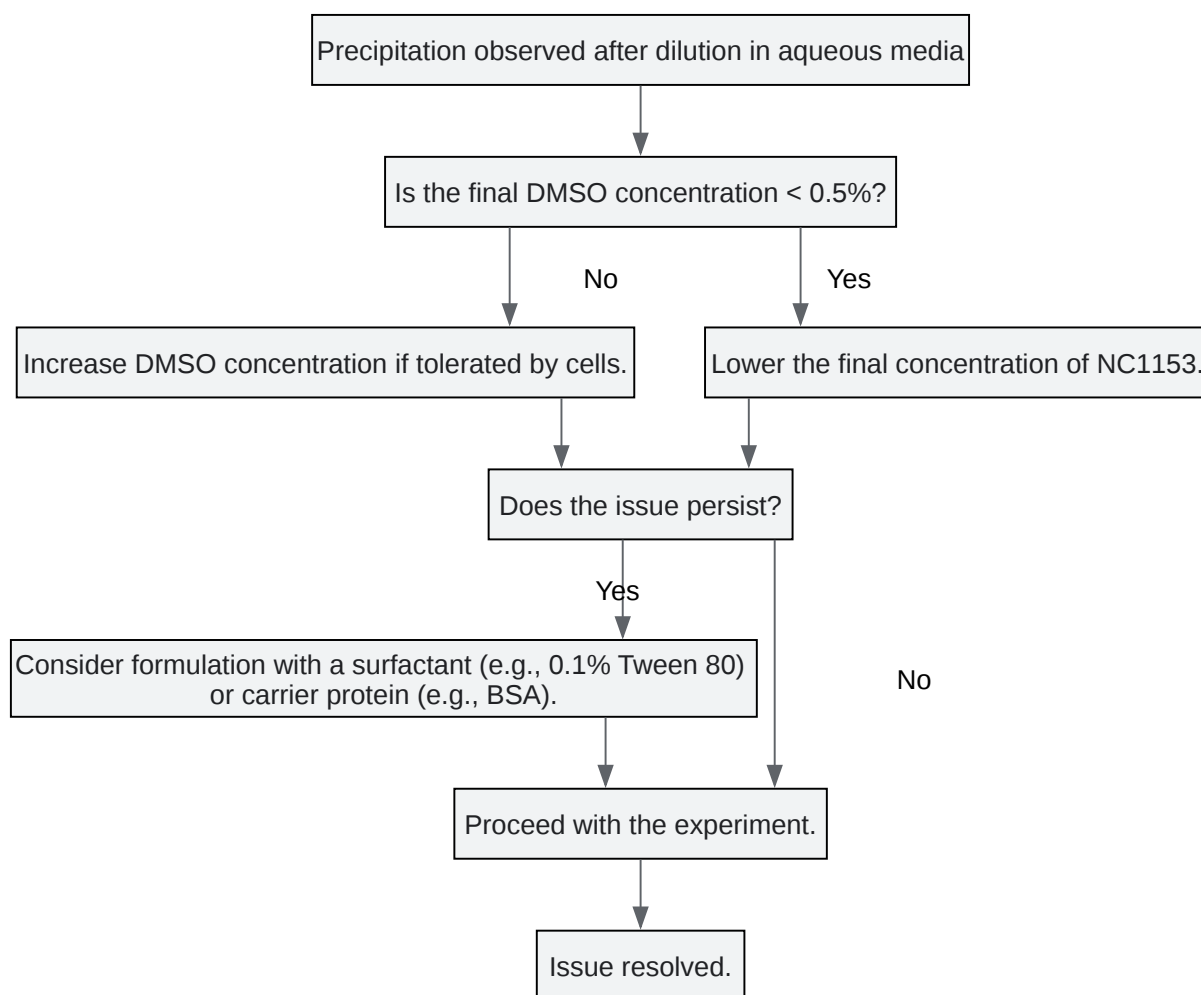 Precipitation observed after dilution in aqueous media
Is the final DMSO concentration < 0.5%?
No
Yes
Increase DMSO concentration if tolerated by cells.
Lower the final concentration of NC1153.
Does the issue persist?
Yes
Consider formulation with a surfactant (e.g., 0.1% Tween 80)
or carrier protein (e.g., BSA).
No
Proceed with the experiment.
Issue resolved.